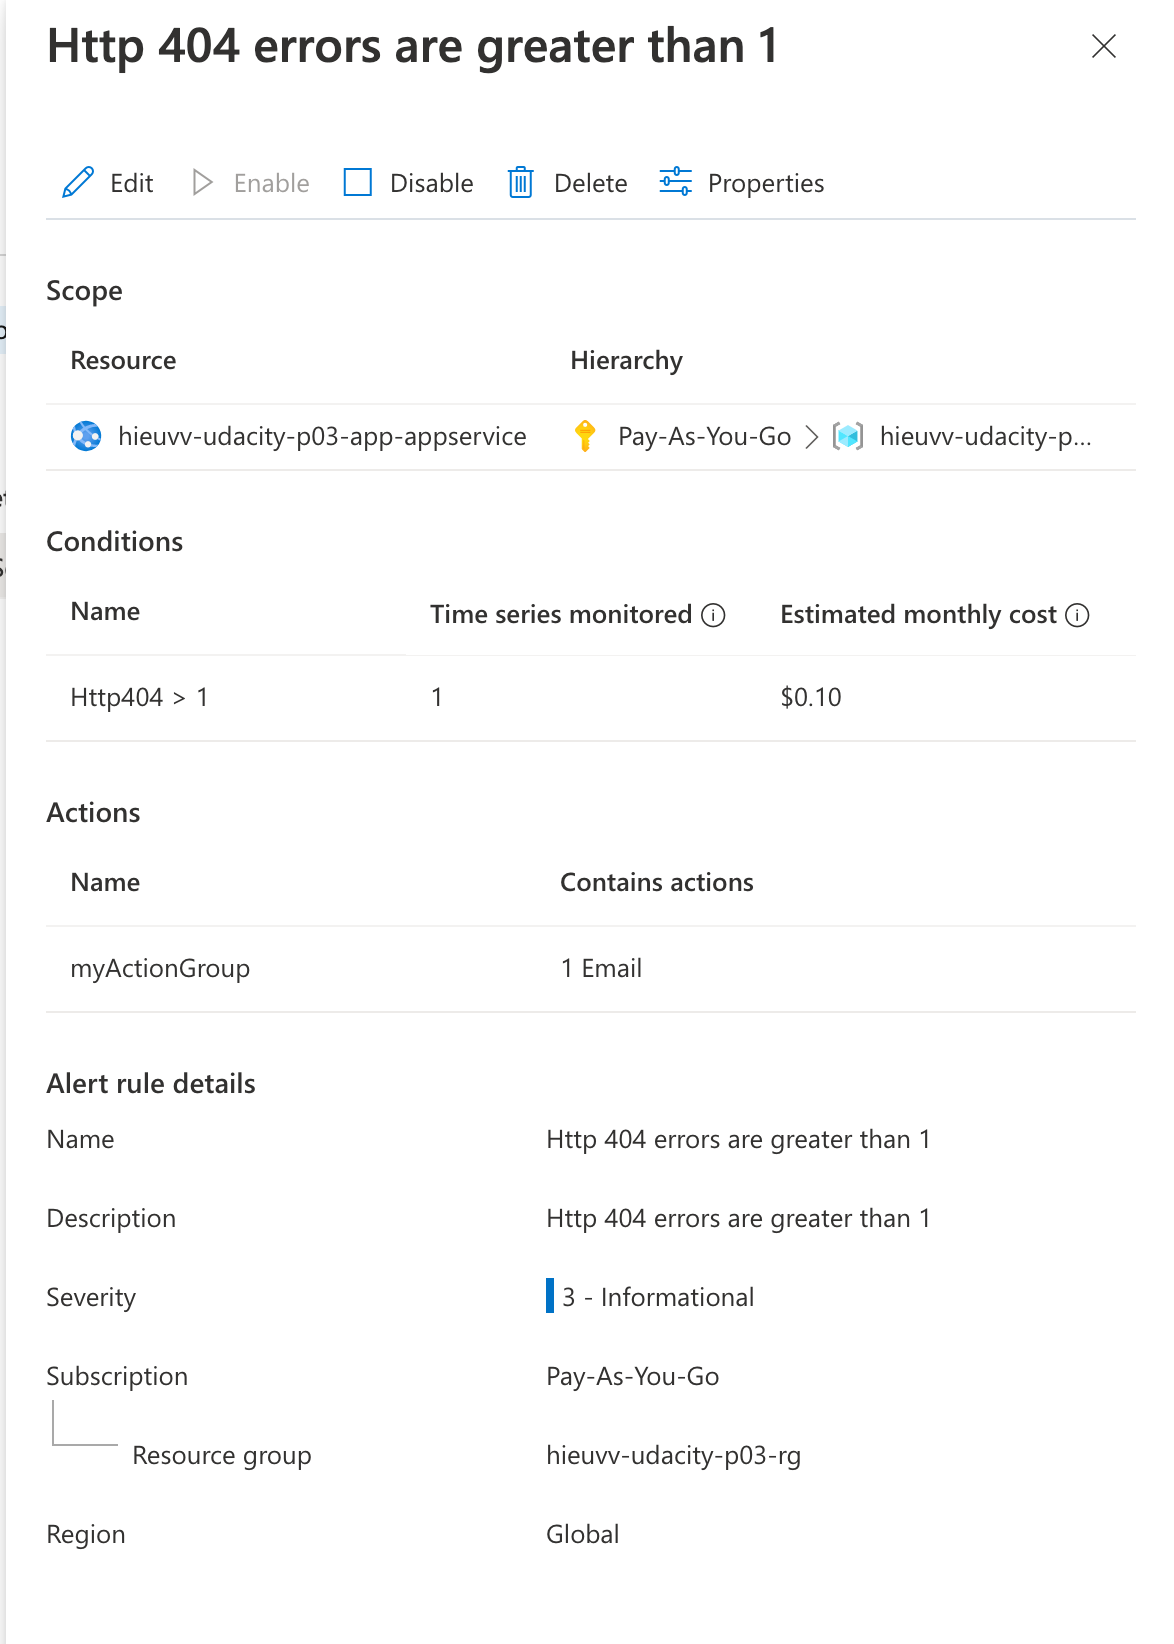 Http 404 errors are greater than 1
Edit Enable Disable Delete Properties
Scope
Resource Hierarchy
hieuvv-udacity-p03-app-appservice Pay-As-You-Go > hieuvv-udacity-p...
Conditions
Name Time series monitored Estimated monthly cost
Http404 > 1 1 $0.10
Actions
Name Contains actions
myActionGroup 1 Email
Alert rule details
Name Http 404 errors are greater than 1
Description Http 404 errors are greater than 1
Severity 3 - Informational
Subscription Pay-As-You-Go
Resource group hieuvv-udacity-p03-rg
Region Global